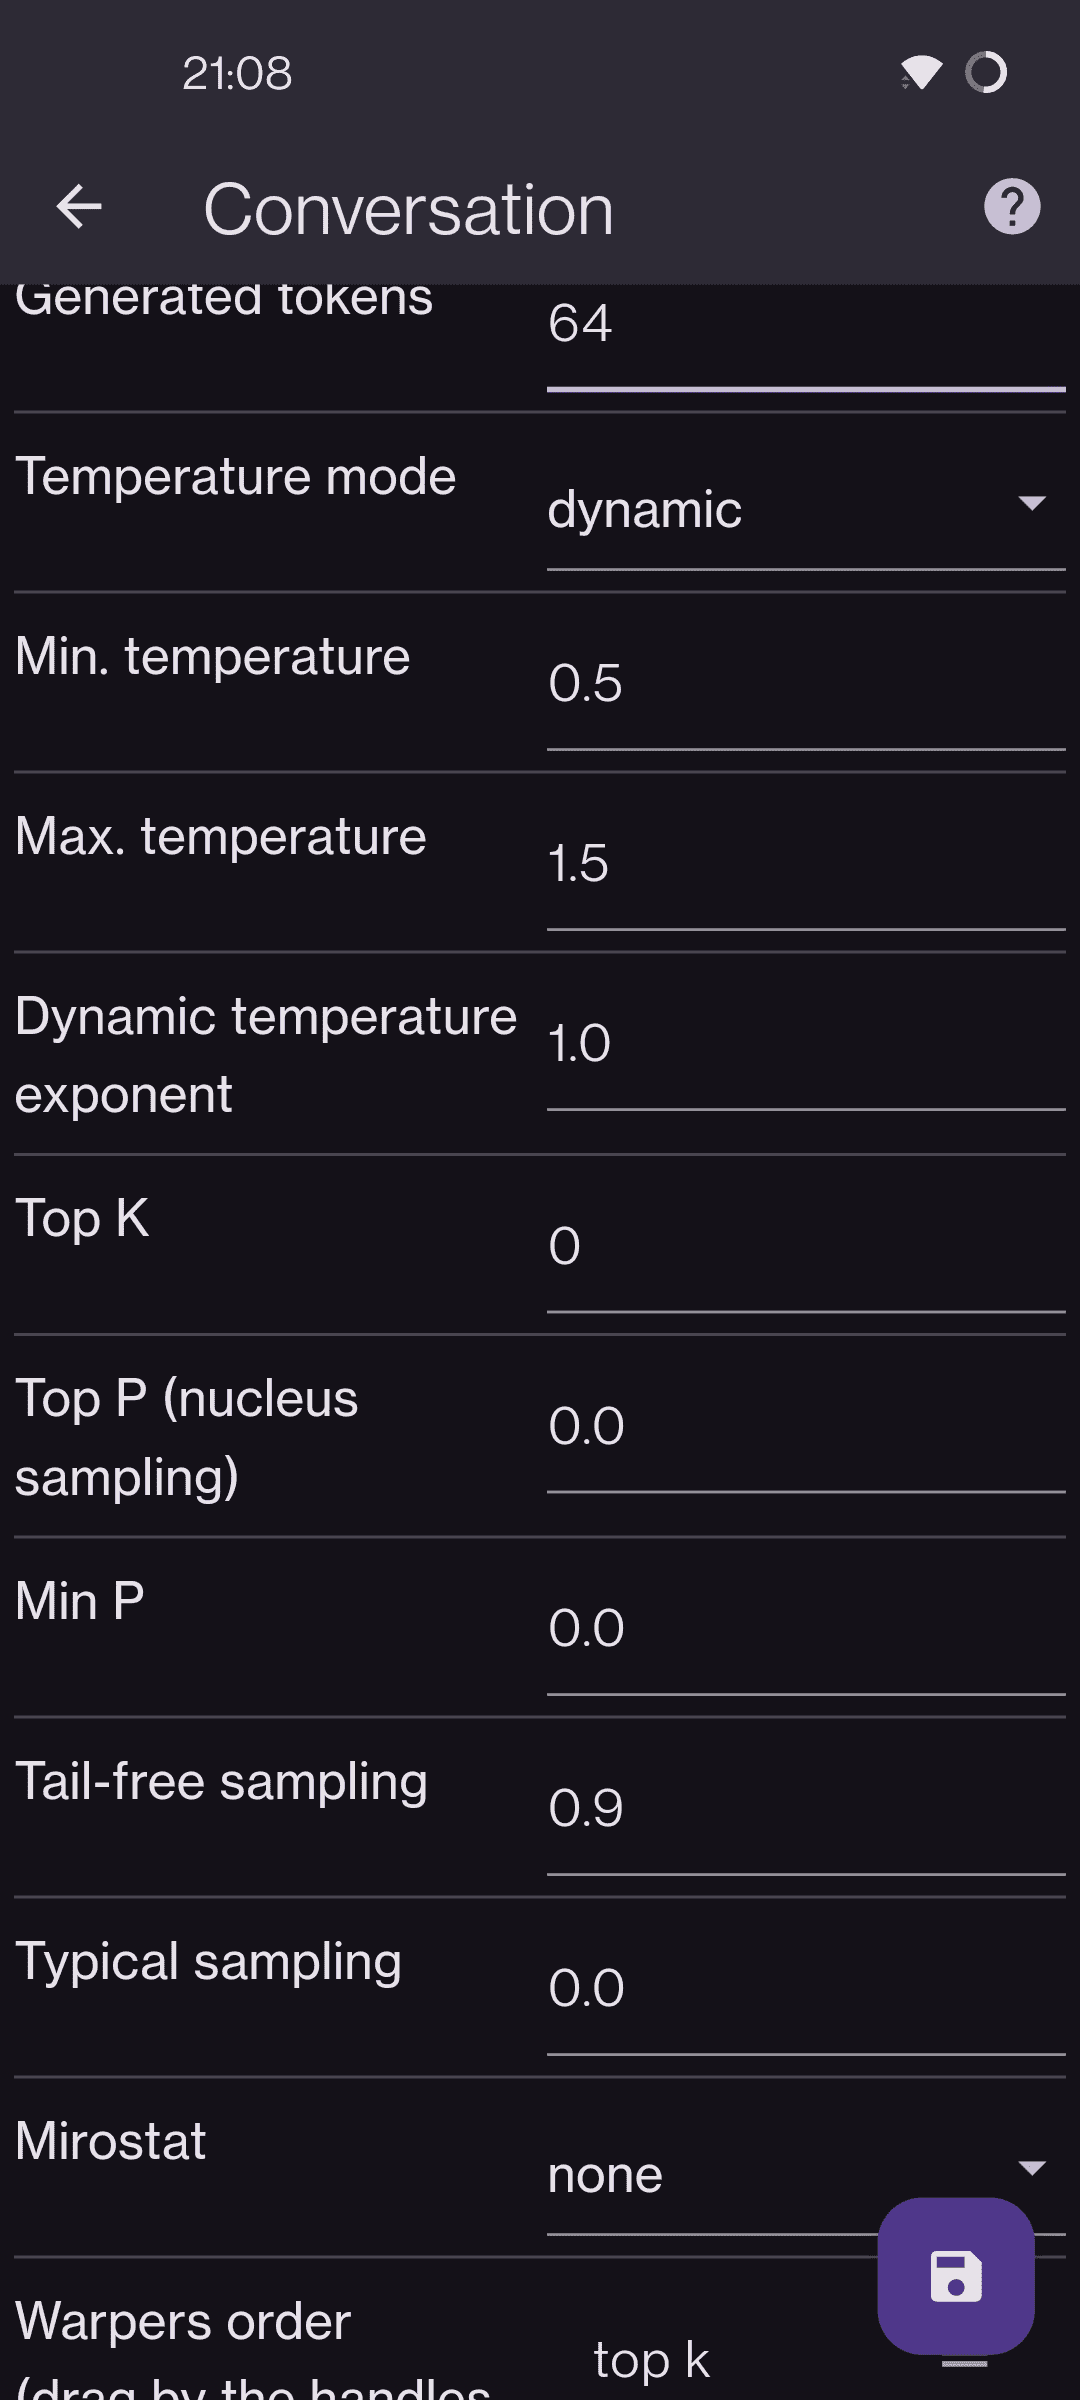 21:08
Conversation
Generated tokens
64
Temperature mode
dynamic
Min. temperature
0.5
Max. temperature
1.5
Dynamic temperature
exponent
1.0
Top K
0
Top P (nucleus
sampling)
0.0
Min P
0.0
Tail-free sampling
0.9
Typical sampling
0.0
Mirostat
none
Warpers order
(drag by the handles
top k